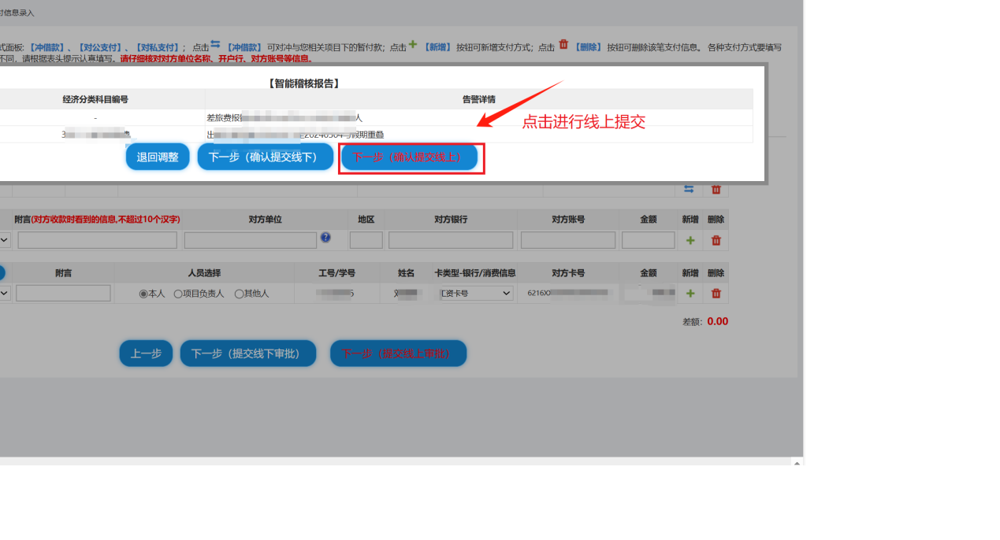 付信息录入
式面板: 【冲借款】、【对公支付】、【对私支付】; 点击 【冲借款】 可对冲与您相关项目下的暂付款; 点击 【新增】 按钮可新增支付方式; 点击 【删除】 按钮可删除该笔支付信息。 各种支付方式要填写
不同, 请根据表头提示认真填写。请仔细核对对方单位名称、开户行、对方账号等信息。
【智能稽核报告】
经济分类科目编号 告警详情
- 差旅费报 人
3 出 至20240504与假期重叠
点击进行线上提交
退回调整 下一步（确认提交线下） 下一步（确认提交线上）
附言(对方收款时看到的信息,不超过10个汉字) 对方单位 地区 对方银行 对方账号 金额 新增 删除
附言 人员选择 工号/学号 姓名 卡类型-银行/消费信息 对方卡号 金额 新增 删除
本人 项目负责人 其他人 工资卡号 6216
差额: 0.00
上一步 下一步（提交线下审批） 下一步（提交线上审批）